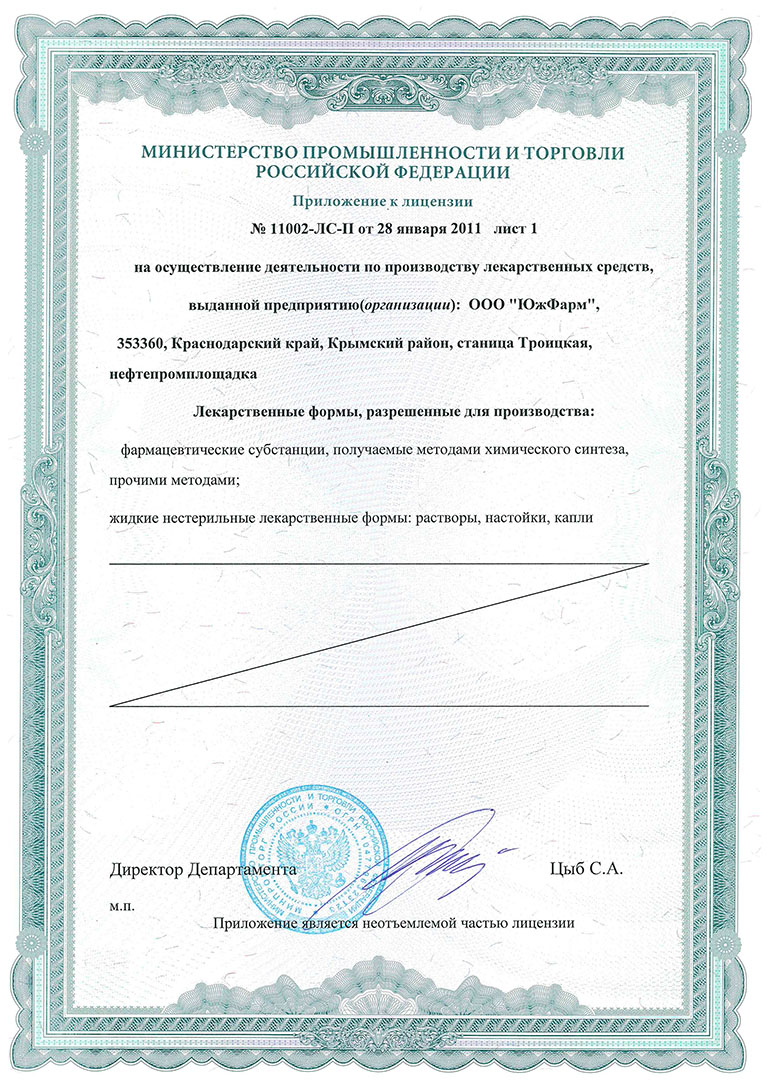 МИНИСТЕРСТВО ПРОМЫШЛЕННОСТИ И ТОРГОВЛИ
РОССИЙСКОЙ ФЕДЕРАЦИИ
Приложение к лицензии
№ 11002-ЛС-П от 28 января 2011 лист 1
на осуществление деятельности по производству лекарственных средств,
выданной предприятию(организации): ООО "ЮжФарм",
353360, Краснодарский край, Крымский район, станица Троицкая,
нефтепромплощадка
Лекарственные формы, разрешенные для производства:
фармацевтические субстанции, получаемые методами химического синтеза,
прочими методами;
жидкие нестерильные лекарственные формы: растворы, настойки, капли
МИНПРОМТОРГ РОССИИ
Директор Департамента
Цыб С.А.
м.п.
Приложение является неотъемлемой частью лицензии